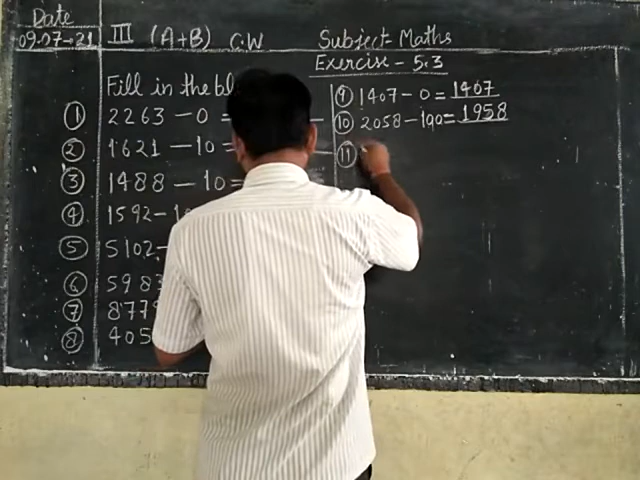 Date
09-07-21 III (A+B) C.W Subject- Maths
Exercise - 5.3
Fill in the
① 2263 - 0 =
② 1621 - 10 =
③ 1488 - 10 =
④ 1592 -
⑤ 5102 -
⑥ 5983
⑦ 8779
⑧ 405
⑨ 1407 - 0 = 1407
⑩ 2058 - 100 = 1958
⑪